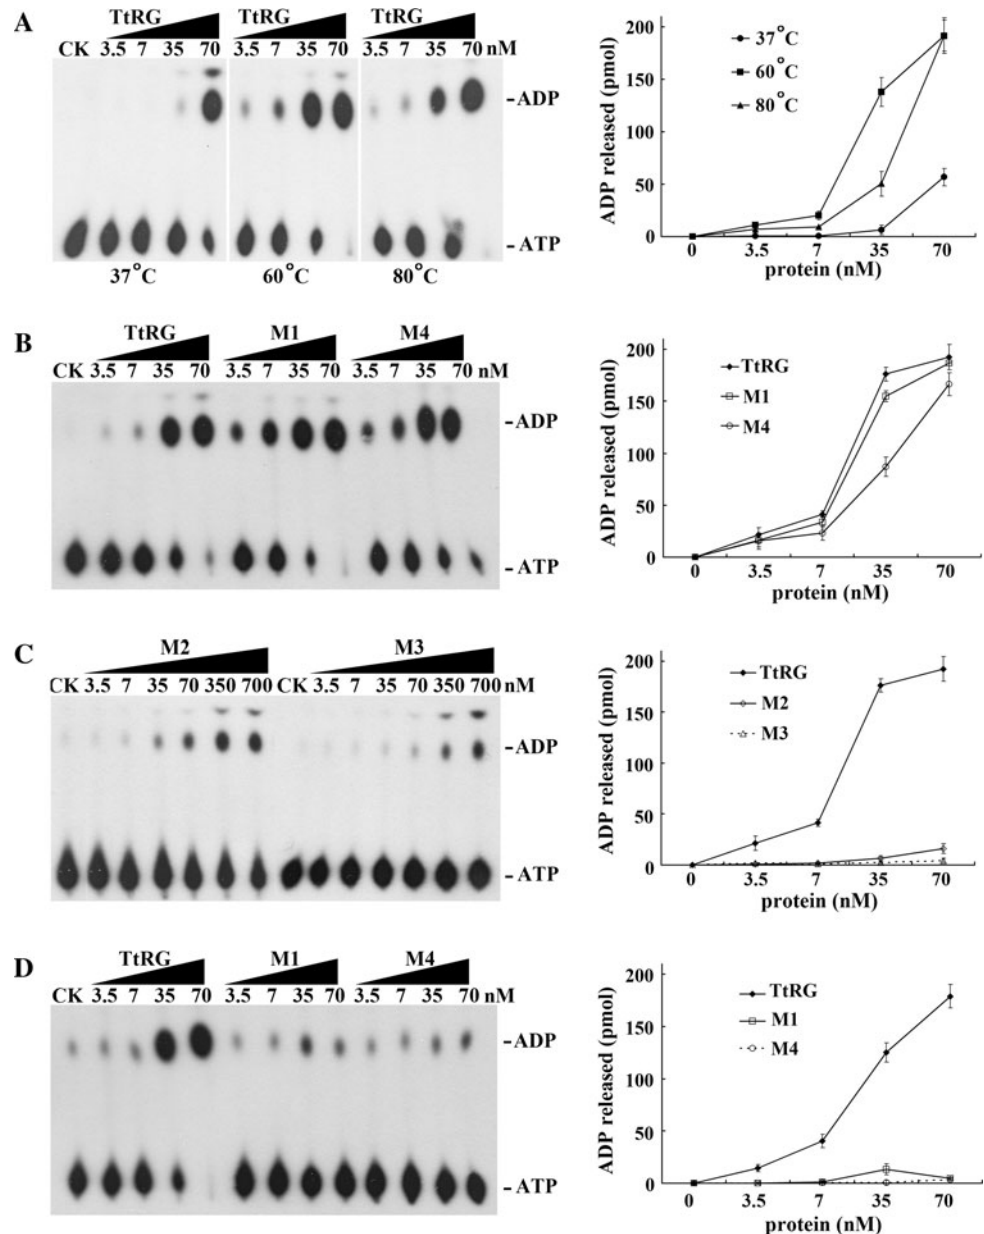 A
TtRG TtRG TtRG
CK 3.5 7 35 70 3.5 7 35 70 3.5 7 35 70 nM
-ADP
-ATP
37°C 60°C 80°C
ADP released (pmol)
200
150
100
50
0
37°C
60°C
80°C
0 3.5 7 35 70
protein (nM)
B
TtRG M1 M4
CK 3.5 7 35 70 3.5 7 35 70 3.5 7 35 70 nM
-ADP
-ATP
ADP released (pmol)
200
150
100
50
0
TtRG
M1
M4
0 3.5 7 35 70
protein (nM)
C
M2 M3
CK 3.5 7 35 70 350 700 CK 3.5 7 35 70 350 700 nM
-ADP
-ATP
ADP released (pmol)
200
150
100
50
0
TtRG
M2
M3
0 3.5 7 35 70
protein (nM)
D
TtRG M1 M4
CK 3.5 7 35 70 3.5 7 35 70 3.5 7 35 70 nM
-ADP
-ATP
ADP released (pmol)
200
150
100
50
0
TtRG
M1
M4
0 3.5 7 35 70
protein (nM)